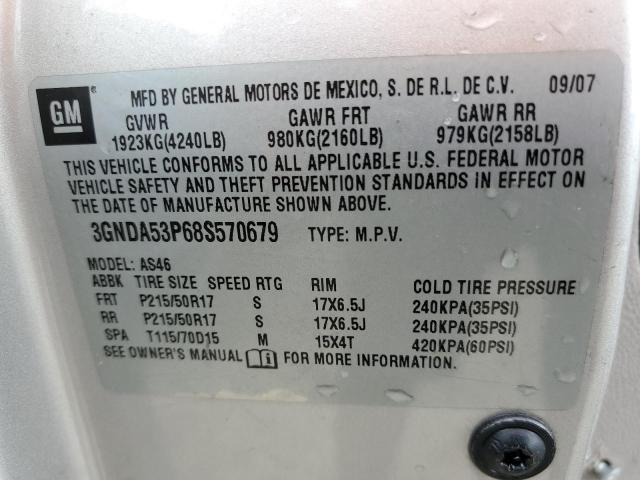 GM ® MFD BY GENERAL MOTORS DE MEXICO, S. DE R.L. DE C.V. 09/07
GVWR GAWR FRT GAWR RR
1923KG(4240LB) 980KG(2160LB) 979KG(2158LB)
THIS VEHICLE CONFORMS TO ALL APPLICABLE U.S. FEDERAL MOTOR
VEHICLE SAFETY AND THEFT PREVENTION STANDARDS IN EFFECT ON
THE DATE OF MANUFACTURE SHOWN ABOVE.
3GNDA53P68S570679 TYPE: M.P.V.
MODEL: AS46
ABBK TIRE SIZE SPEED RTG RIM COLD TIRE PRESSURE
FRT P215/50R17 S 17X6.5J 240KPA(35PSI)
RR P215/50R17 S 17X6.5J 240KPA(35PSI)
SPA T115/70D15 M 15X4T 420KPA(60PSI)
SEE OWNER'S MANUAL FOR MORE INFORMATION.